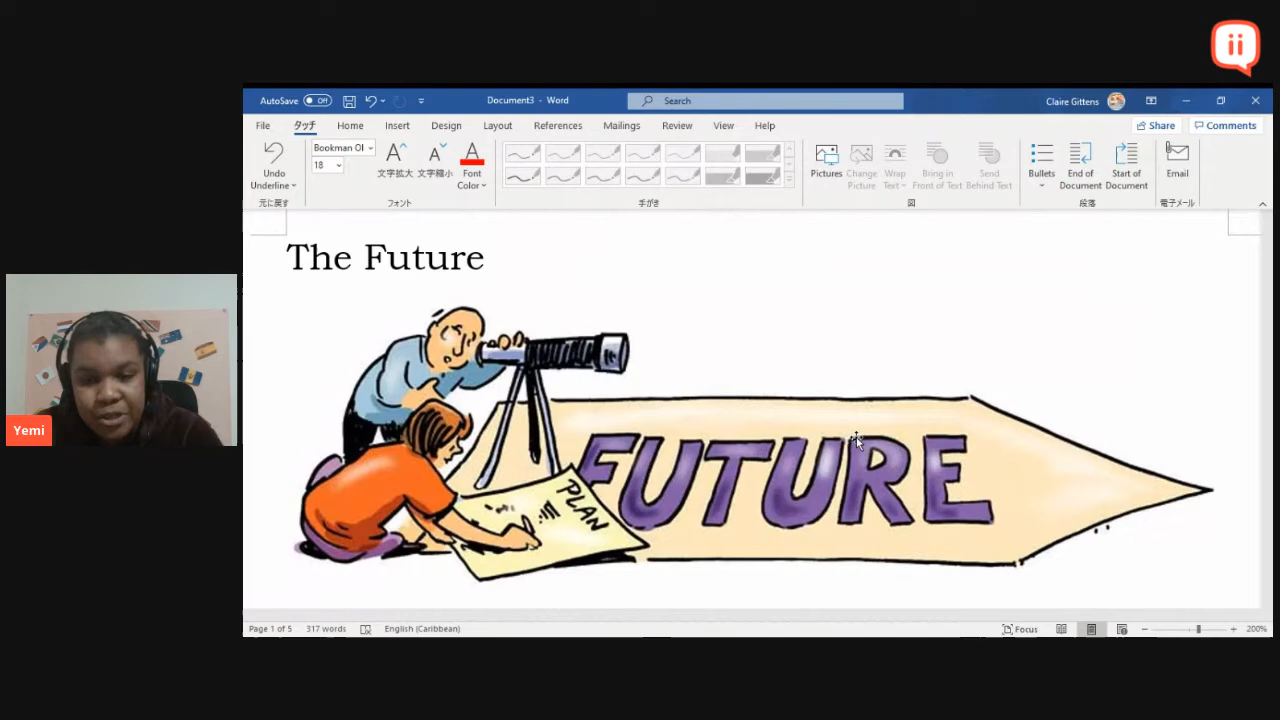 AutoSave Off
Document3 - Word
Search
Claire Gittens
File タッチ Home Insert Design Layout References Mailings Review View Help
Share Comments
Bookman Ol
18
Undo Underline
文字拡大
文字縮小
Font Color
Pictures
Change Picture
Wrap Text
Bring in Front of Text
Send Behind Text
Bullets
End of Document
Start of Document
Email
元に戻す
フォント
手がき
図
段落
電子メール
The Future
FUTURE
PLAN
Yemi
Page 1 of 5 317 words English (Caribbean) Focus 200%